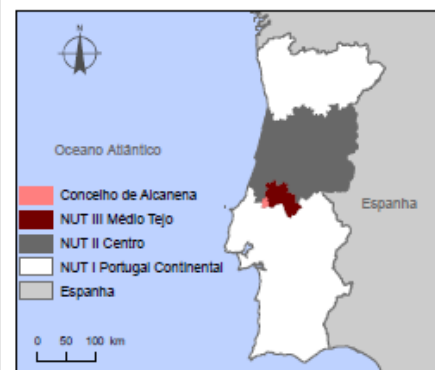 N
Oceano Atlântico
Espanha
Concelho de Alcanena
NUT III Médio Tejo
NUT II Centro
NUT I Portugal Continental
Espanha
0 50 100 km